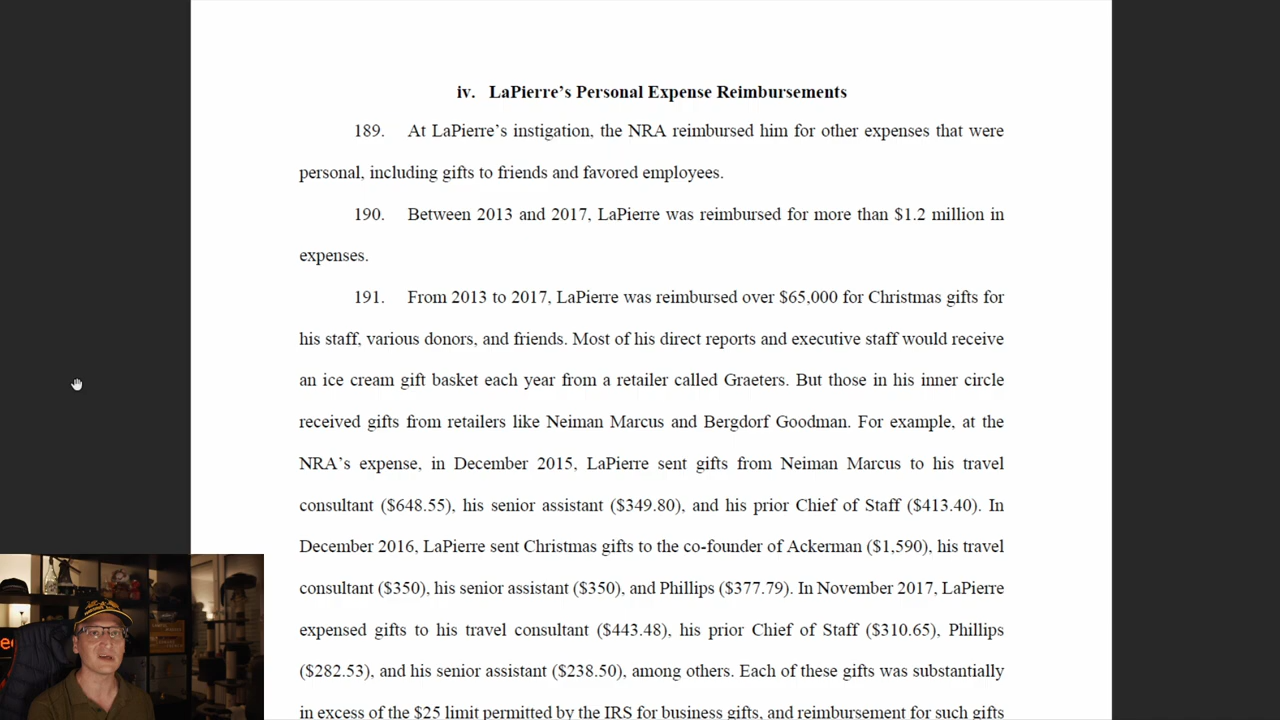 iv. LaPierre's Personal Expense Reimbursements
189. At LaPierre's instigation, the NRA reimbursed him for other expenses that were
personal, including gifts to friends and favored employees.
190. Between 2013 and 2017, LaPierre was reimbursed for more than $1.2 million in
expenses.
191. From 2013 to 2017, LaPierre was reimbursed over $65,000 for Christmas gifts for
his staff, various donors, and friends. Most of his direct reports and executive staff would receive
an ice cream gift basket each year from a retailer called Graeters. But those in his inner circle
received gifts from retailers like Neiman Marcus and Bergdorf Goodman. For example, at the
NRA's expense, in December 2015, LaPierre sent gifts from Neiman Marcus to his travel
consultant ($648.55), his senior assistant ($349.80), and his prior Chief of Staff ($413.40). In
December 2016, LaPierre sent Christmas gifts to the co-founder of Ackerman ($1,590), his travel
consultant ($350), his senior assistant ($350), and Phillips ($377.79). In November 2017, LaPierre
expensed gifts to his travel consultant ($443.48), his prior Chief of Staff ($310.65), Phillips
($282.53), and his senior assistant ($238.50), among others. Each of these gifts was substantially
in excess of the $25 limit permitted by the IRS for business gifts, and reimbursement for such gifts